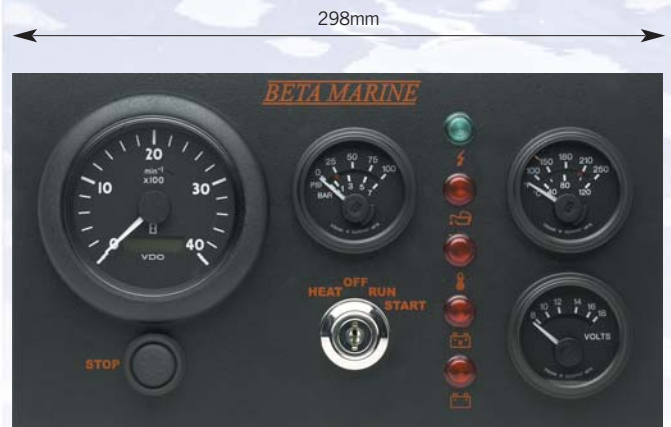 298mm
BETA MARINE
0 10 20 30 40
min⁻¹
x100
VDO
0 25 50 75 100
PSI
BAR
1 3 5 7
100 150 180 210 250
°F
°C
40 80 120
HEAT OFF RUN START
STOP
8 10 12 14 16 18
VOLTS